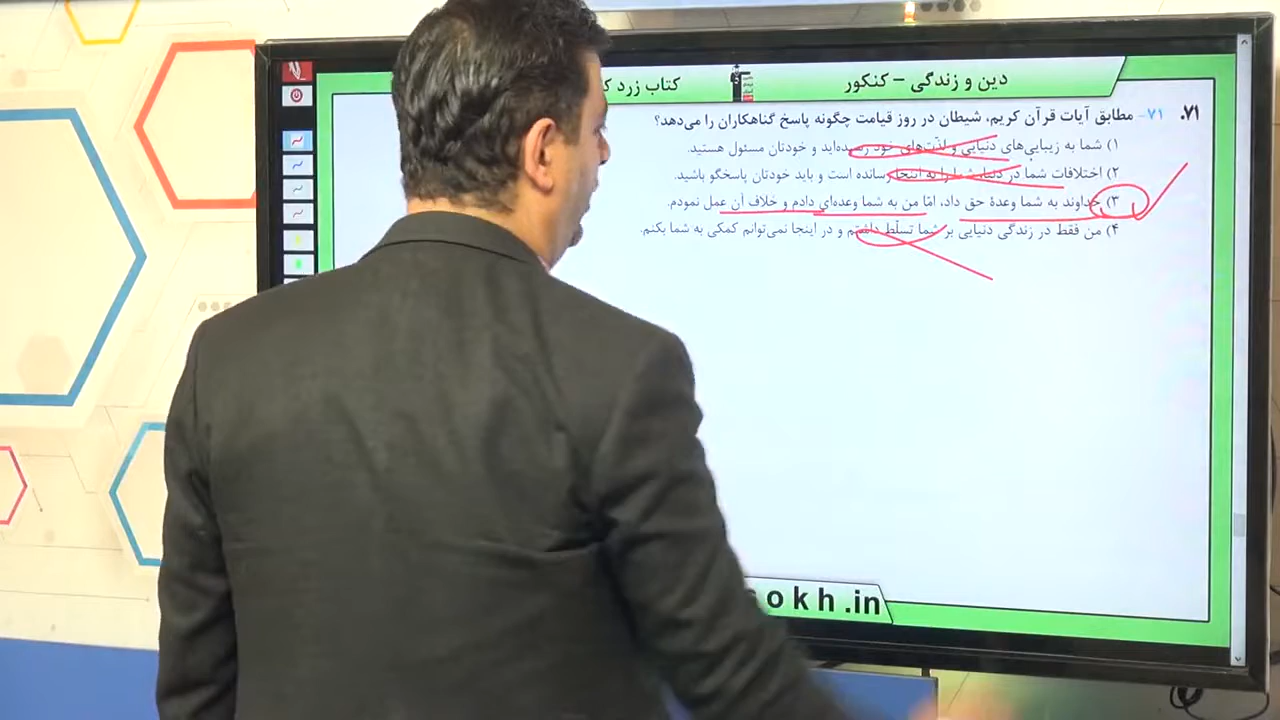 دین و زندگی – کنکور
کتاب زرد ک
۷۱. ۷۱- مطابق آیات قرآن کریم، شیطان در روز قیامت چگونه پاسخ گناهکاران را می‌دهد؟
۱) شما به زیبایی‌های دنیایی و لذّت‌های خود رسیده‌اید و خودتان مسئول هستید.
۲) اختلافات شما در دنیا، شما را به اینجا رسانده است و باید خودتان پاسخگو باشید.
۳) خداوند به شما وعدهٔ حق داد، امّا من به شما وعده‌ای دادم و خلاف آن عمل نمودم.
۴) من فقط در زندگی دنیایی بر شما تسلّط داشتم و در اینجا نمی‌توانم کمکی به شما بکنم.
okh.in